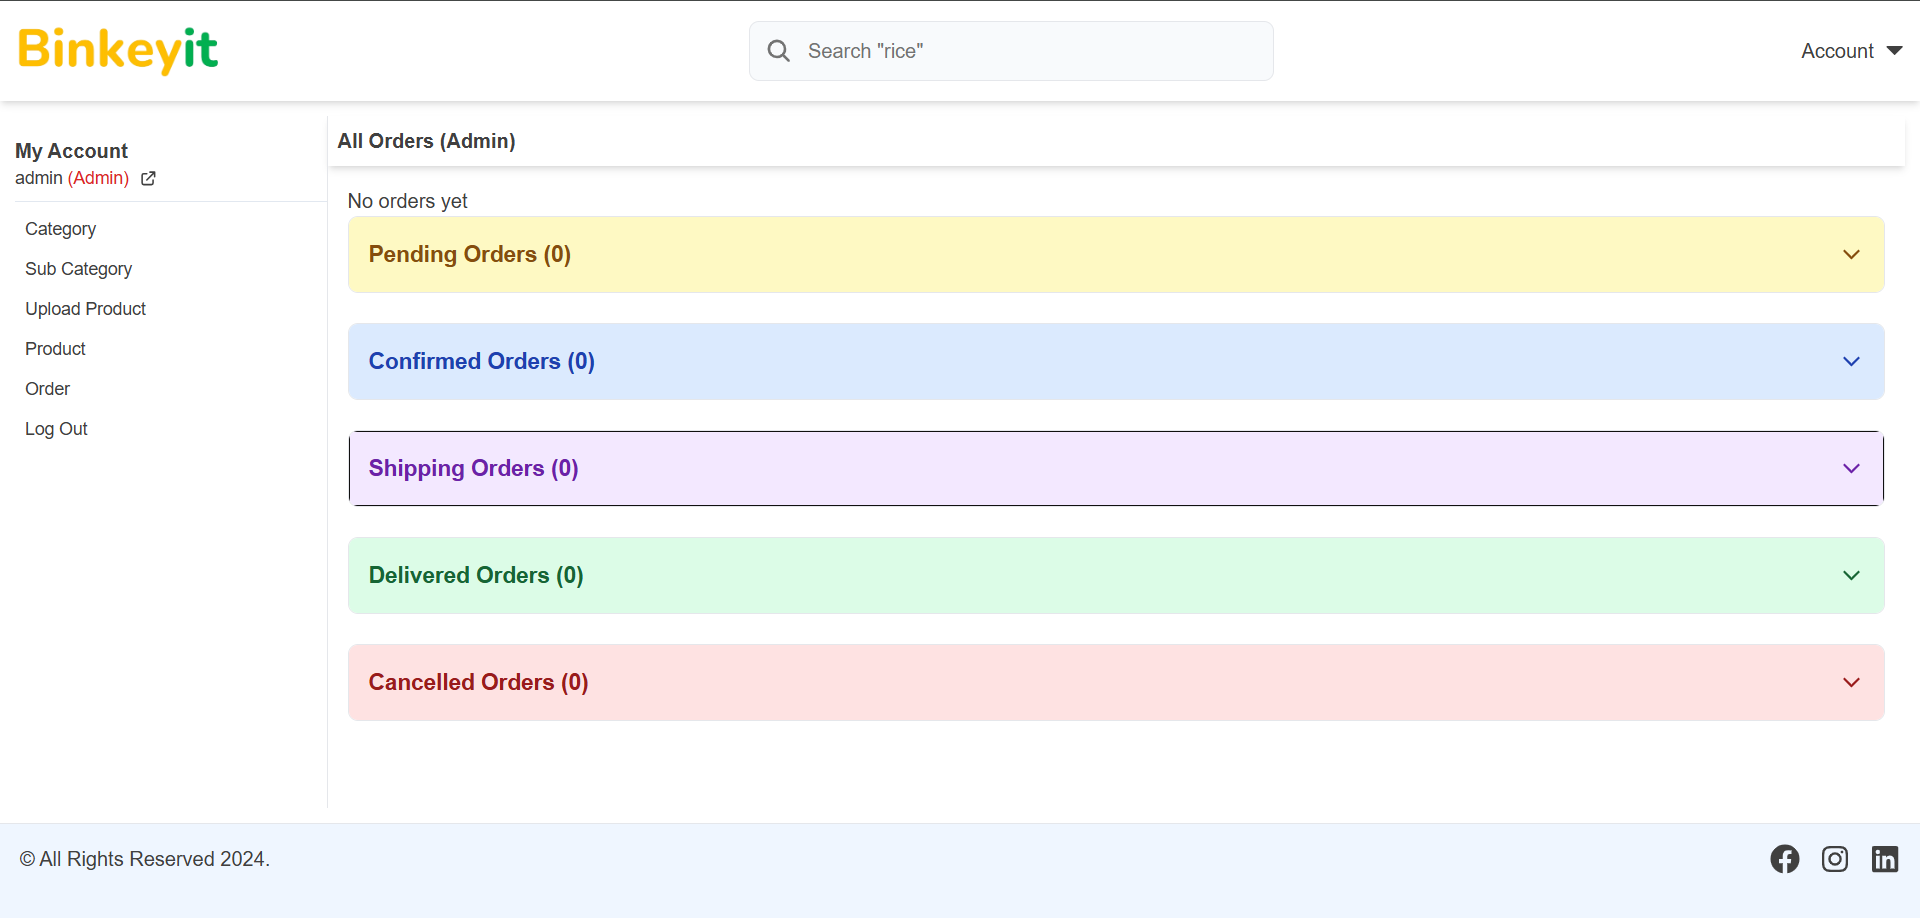 Binkeyit
Search "rice"
Account
My Account
admin (Admin)
Category
Sub Category
Upload Product
Product
Order
Log Out
All Orders (Admin)
No orders yet
Pending Orders (0)
Confirmed Orders (0)
Shipping Orders (0)
Delivered Orders (0)
Cancelled Orders (0)
© All Rights Reserved 2024.